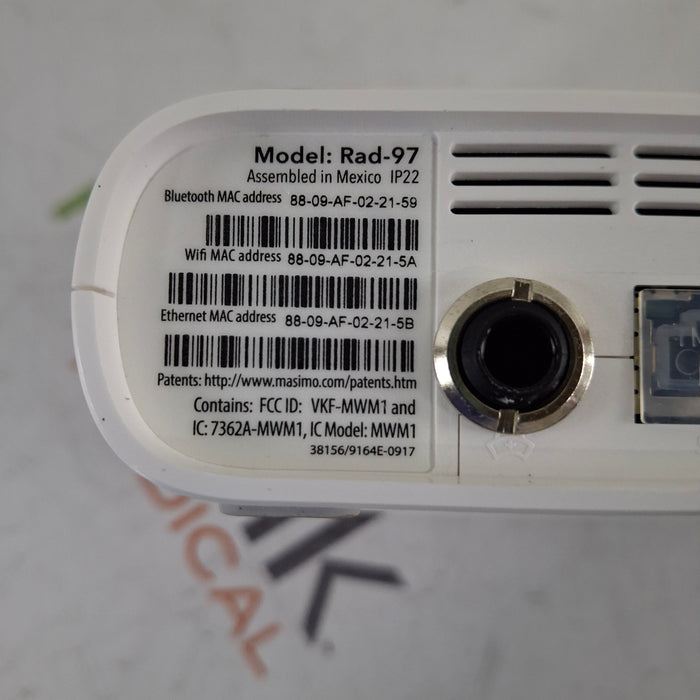 Model: Rad-97
Assembled in Mexico IP22
Bluetooth MAC address 88-09-AF-02-21-59
Wifi MAC address 88-09-AF-02-21-5A
Ethernet MAC address 88-09-AF-02-21-5B
Patents: http://www.masimo.com/patents.htm
Contains: FCC ID: VKF-MWM1 and
IC: 7362A-MWM1, IC Model: MWM1
38156/9164E-0917